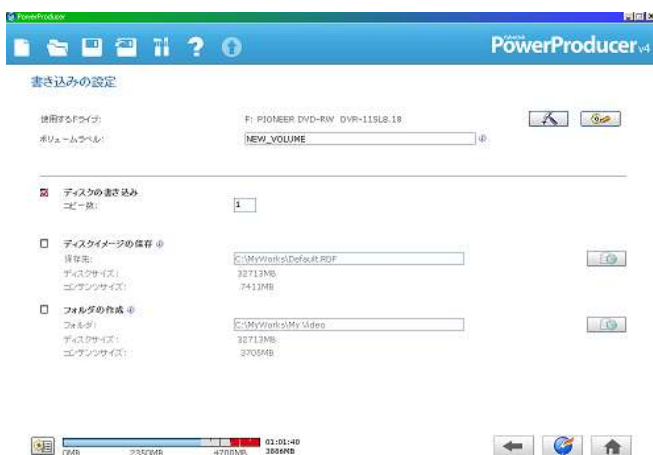 PowerProducer
CyberLink
PowerProducer v4
書き込みの設定
使用するドライブ: F: PIONEER DVD-RW DVR-11SL8.18
ボリュームラベル: NEW_VOLUME
ディスクの書き込み
コピー数: 1
ディスクイメージの保存
保存先: C:\MyWorks\Default.RDF
ディスクサイズ: 32713MB
コンテンツサイズ: 7411MB
フォルダの作成
フォルダ: C:\MyWorks\My Video
ディスクサイズ: 32713MB
コンテンツサイズ: 3705MB
01:01:40
0MB 2350MB 4700MB 3886MB